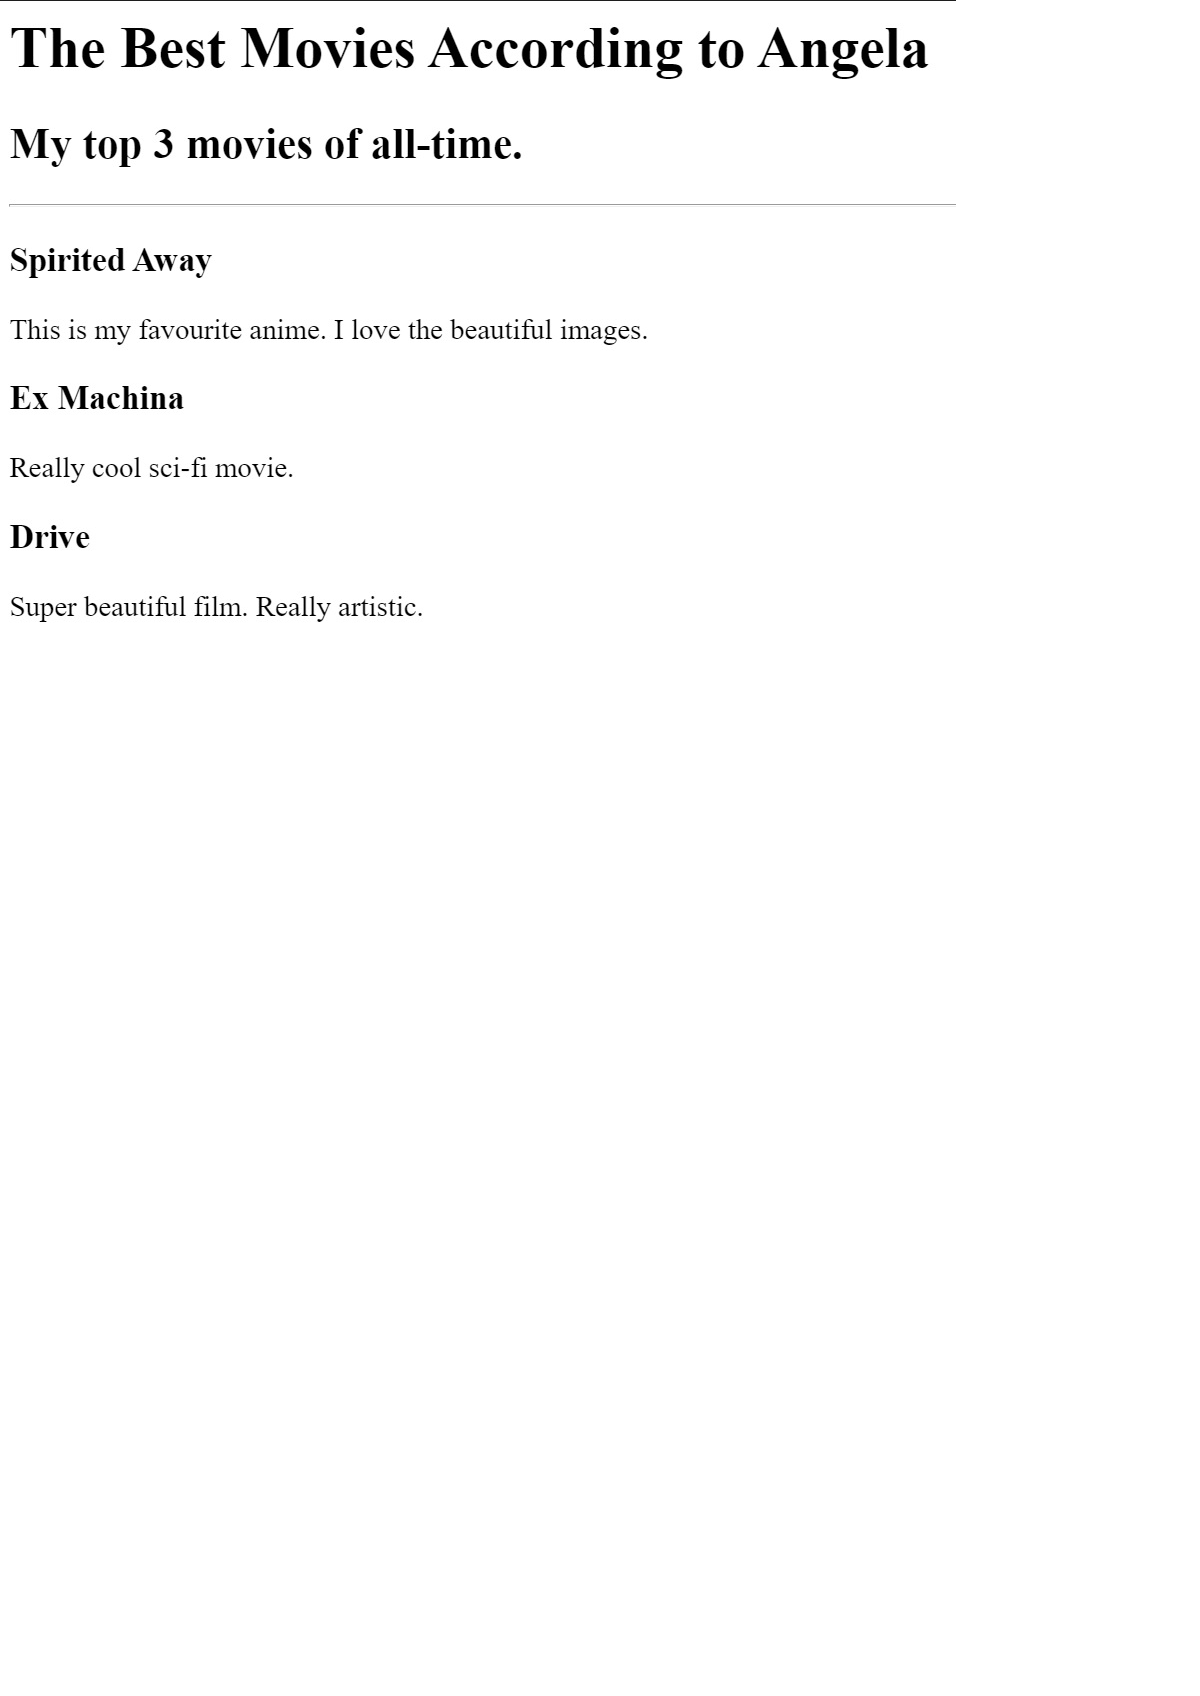 The Best Movies According to Angela
My top 3 movies of all-time.
Spirited Away
This is my favourite anime. I love the beautiful images.
Ex Machina
Really cool sci-fi movie.
Drive
Super beautiful film. Really artistic.